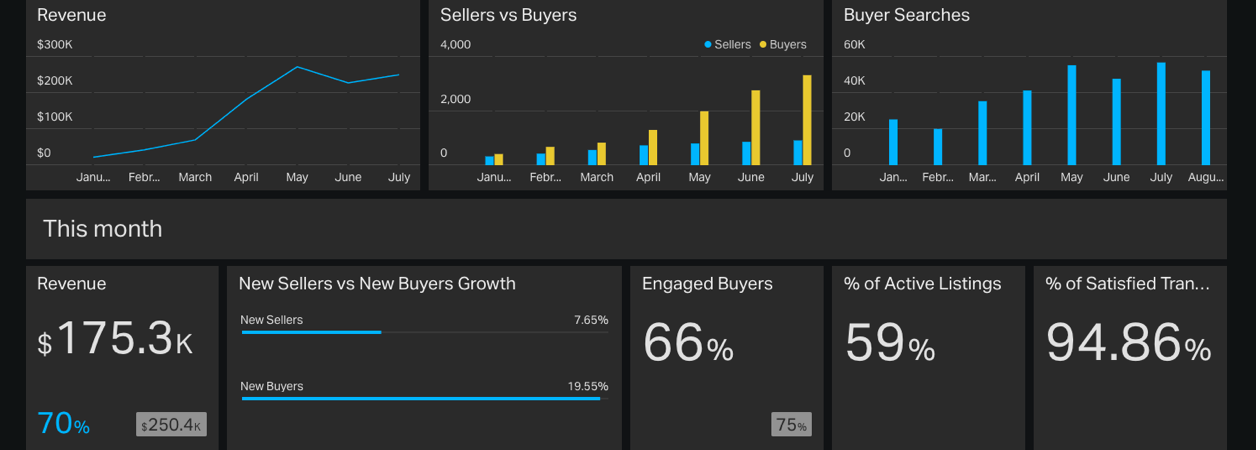 Revenue
$300K
$200K
$100K
$0
Janu... Febr... March April May June July
Sellers vs Buyers
Sellers Buyers
4,000
2,000
0
Janu... Febr... March April May June July
Buyer Searches
60K
40K
20K
0
Jan... Febr... Mar... April May June July Augu...
This month
Revenue
$175.3K
70%
$250.4K
New Sellers vs New Buyers Growth
New Sellers 7.65%
New Buyers 19.55%
Engaged Buyers
66%
75%
% of Active Listings
59%
% of Satisfied Tran...
94.86%